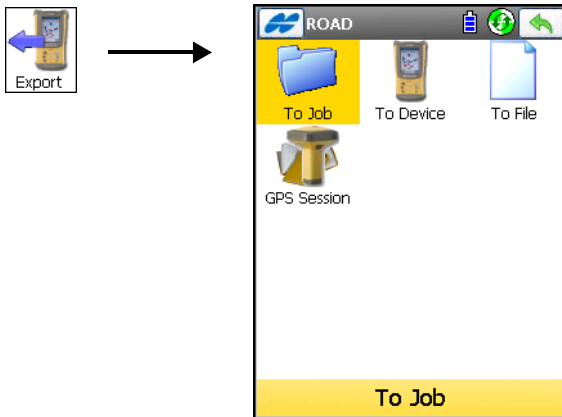 Export
ROAD
To Job
To Device
To File
GPS Session
To Job